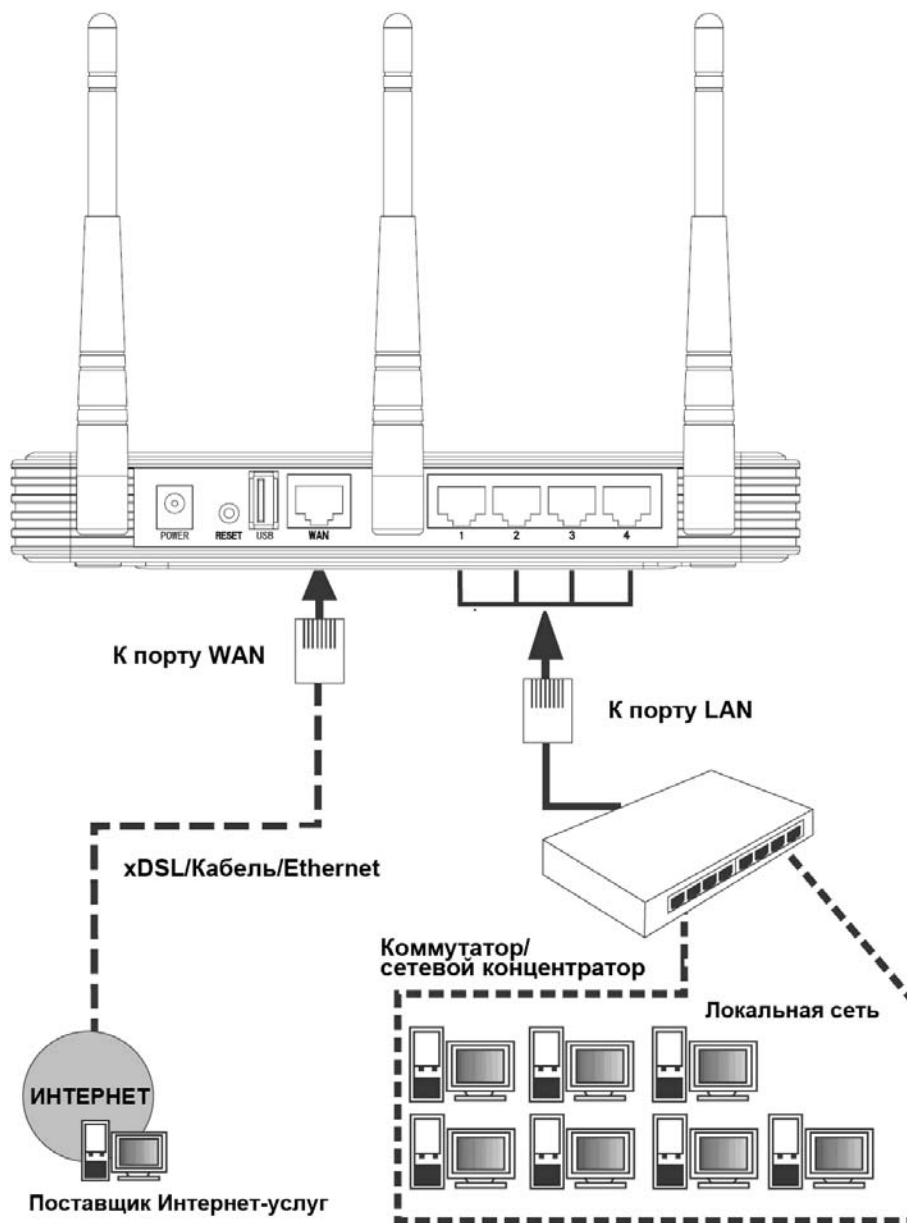 POWER RESET USB WAN 1 2 3 4
К порту WAN
К порту LAN
xDSL/Кабель/Ethernet
Коммутатор/
сетевой концентратор
Локальная сеть
ИНТЕРНЕТ
Поставщик Интернет-услуг